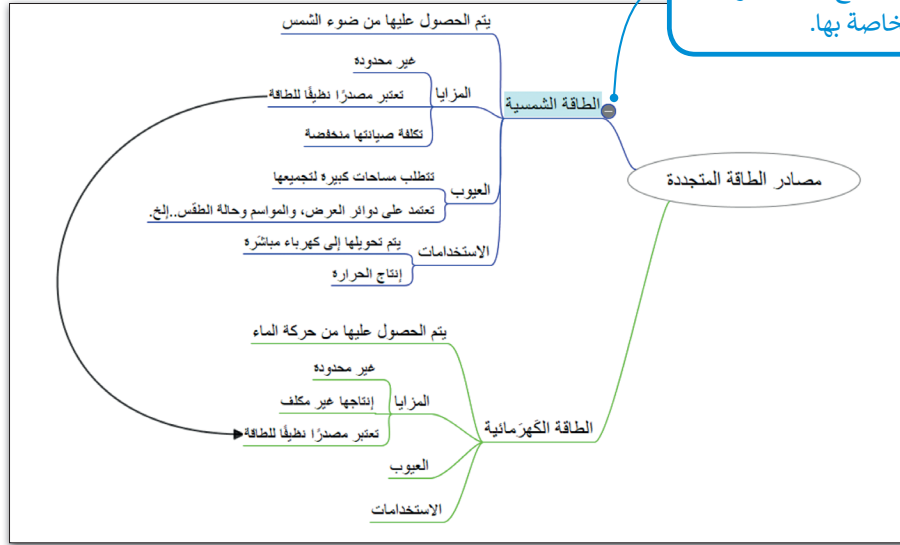 خاصة بها.
مصادر الطاقة المتجددة
الطاقة الشمسية
يتم الحصول عليها من ضوء الشمس
المزايا
غير محدودة
تعتبر مصدرًا نظيفًا للطاقة
تكلفة صيانتها منخفضة
العيوب
تتطلب مساحات كبيرة لتجميعها
تعتمد على دوائر العرض، والمواسم وحالة الطقس..إلخ.
الاستخدامات
يتم تحويلها إلى كهرباء مباشرة
إنتاج الحرارة
الطاقة الكَهرَمائية
يتم الحصول عليها من حركة الماء
المزايا
غير محدودة
إنتاجها غير مكلف
تعتبر مصدرًا نظيفًا للطاقة
العيوب
الاستخدامات